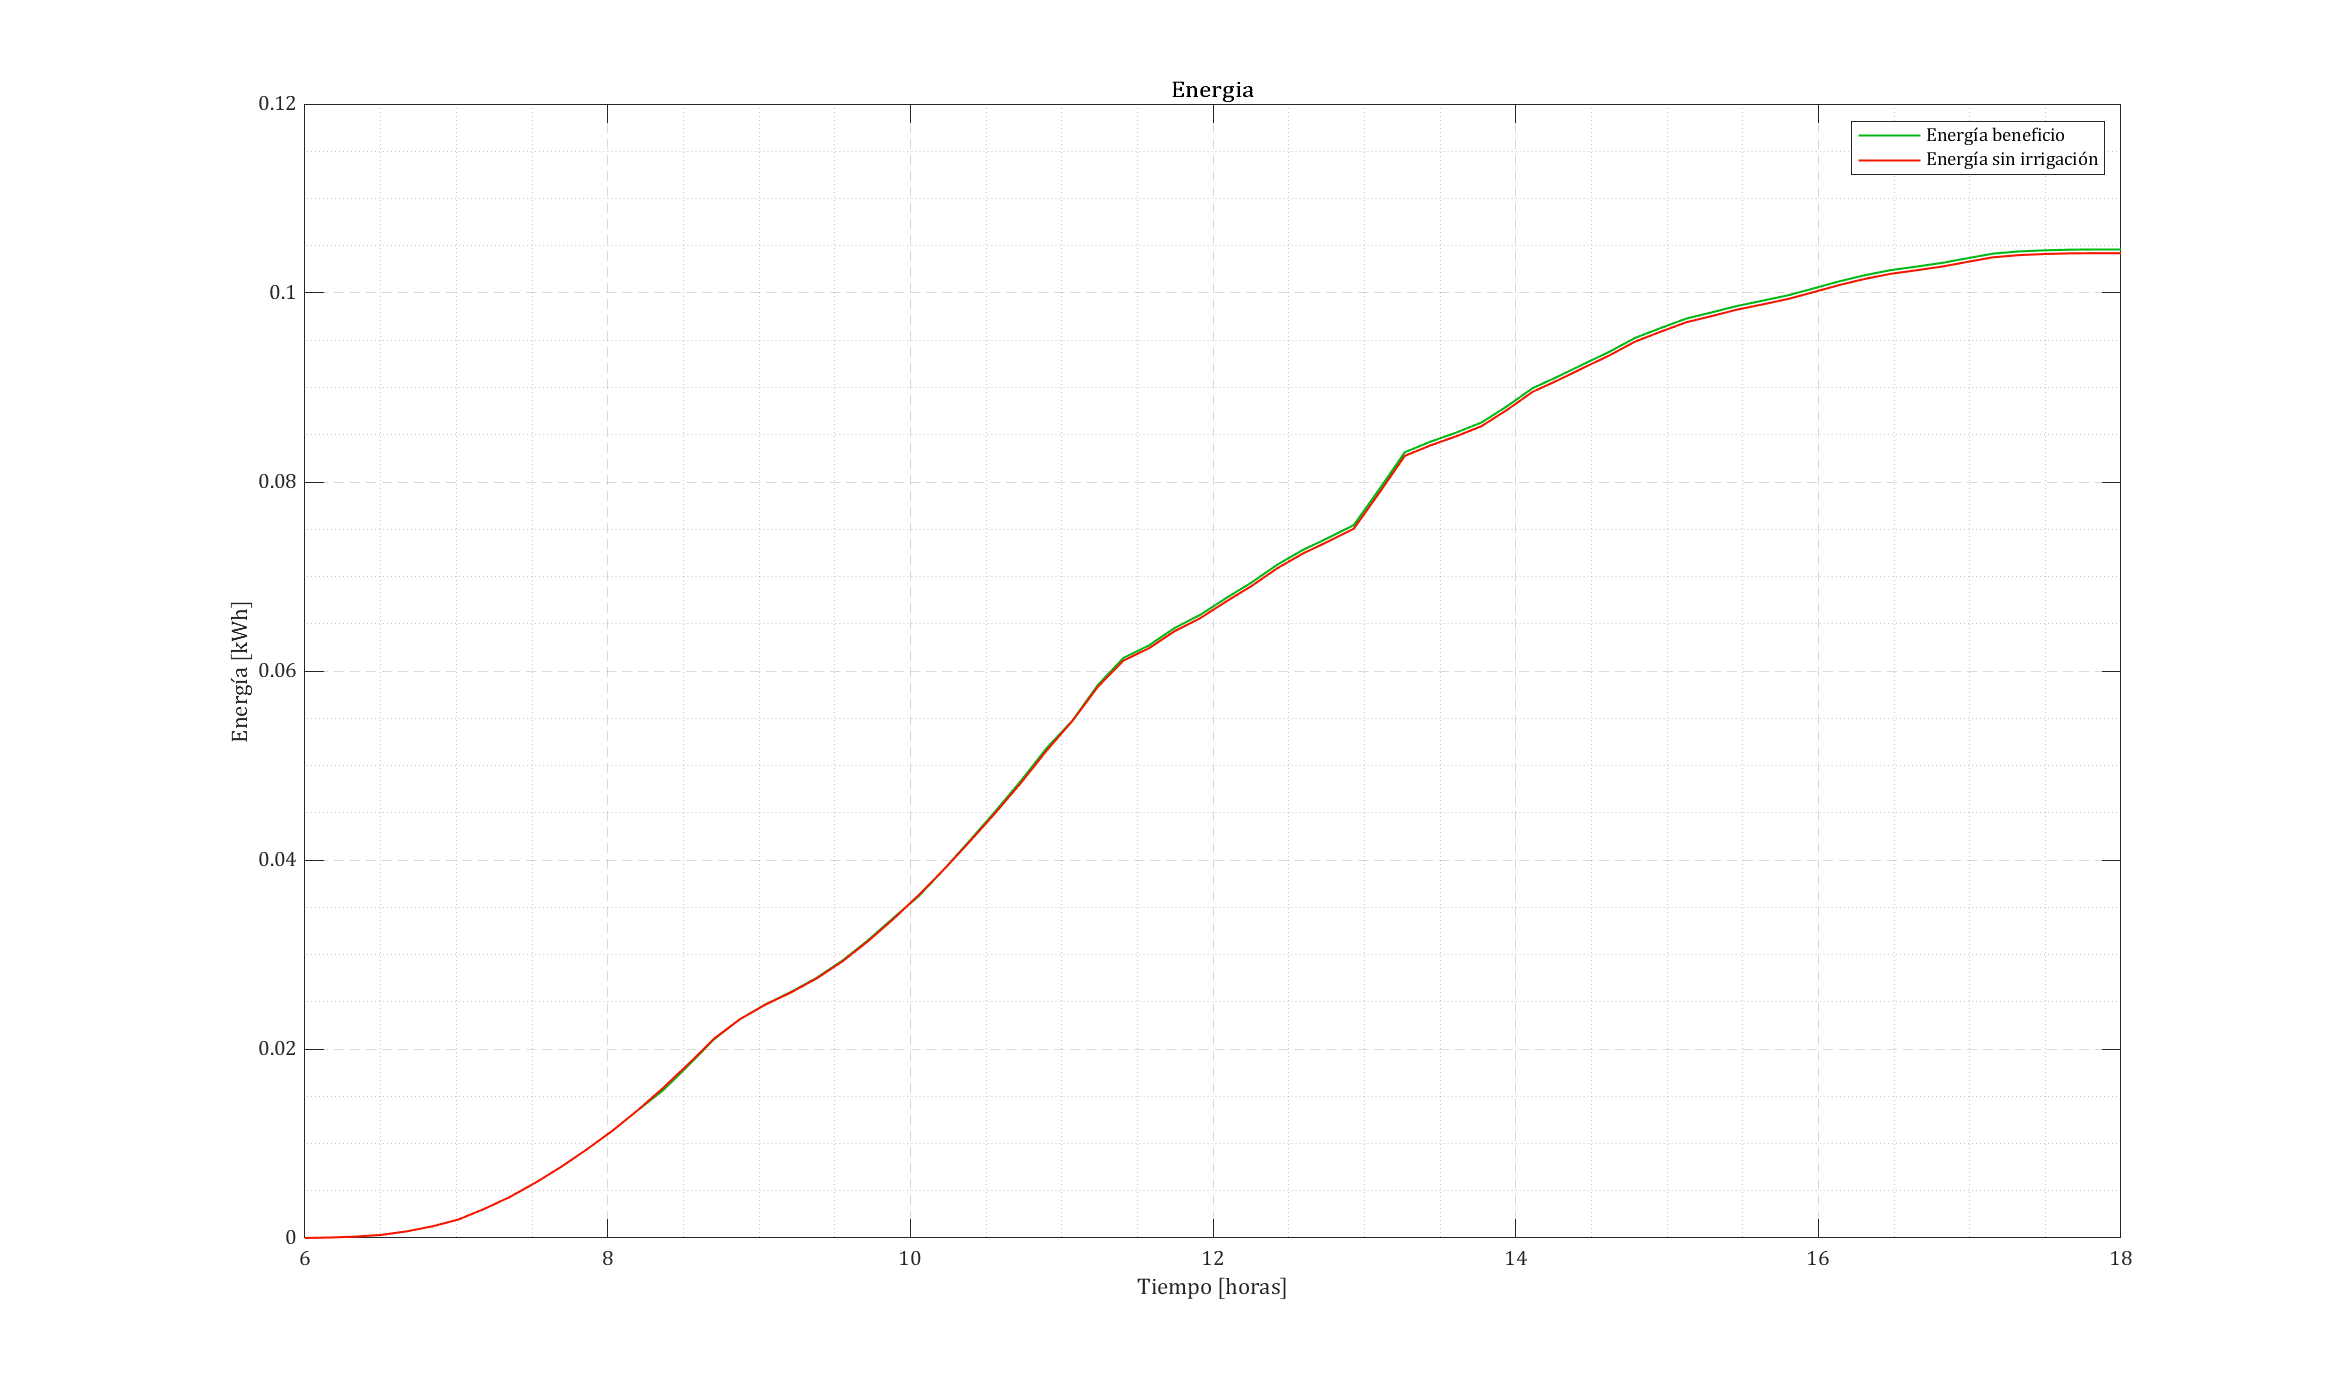 Energia
0.12
0.1
0.08
0.06
0.04
0.02
0
Energía [kWh]
6 8 10 12 14 16 18
Tiempo [horas]
Energía beneficio
Energía sin irrigación